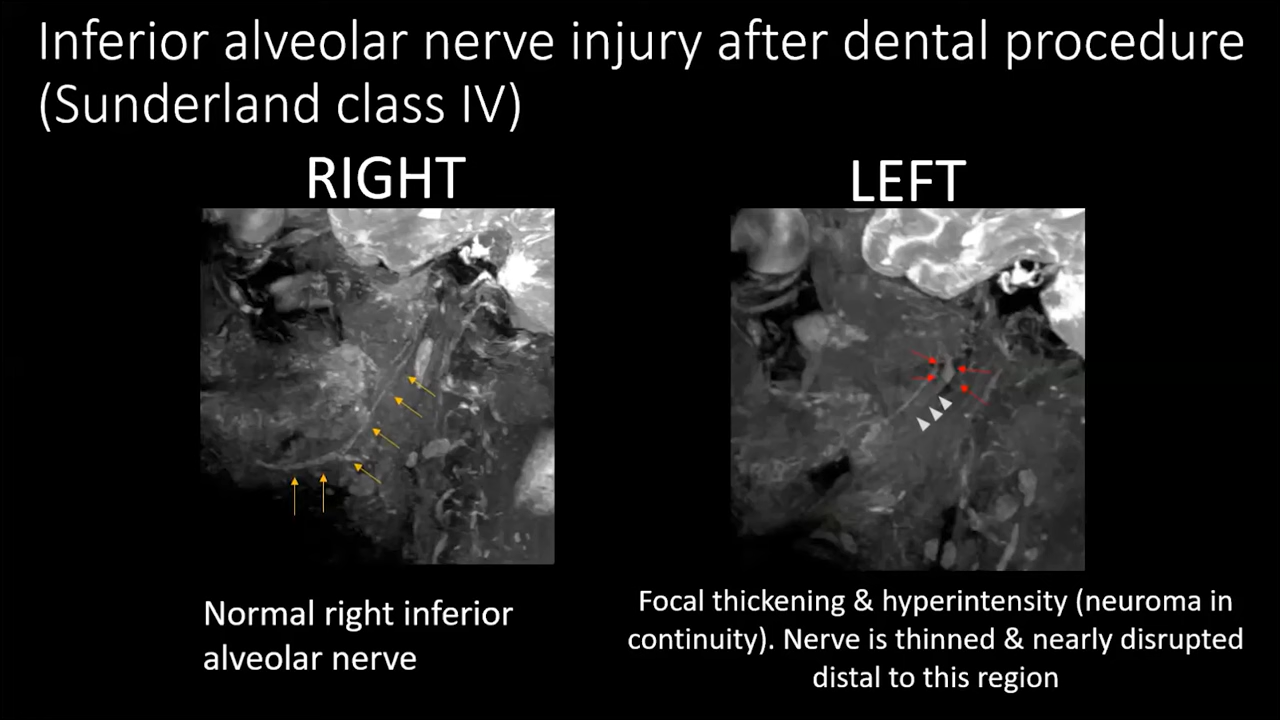 Inferior alveolar nerve injury after dental procedure
(Sunderland class IV)
RIGHT
LEFT
Normal right inferior
alveolar nerve
Focal thickening & hyperintensity (neuroma in
continuity). Nerve is thinned & nearly disrupted
distal to this region